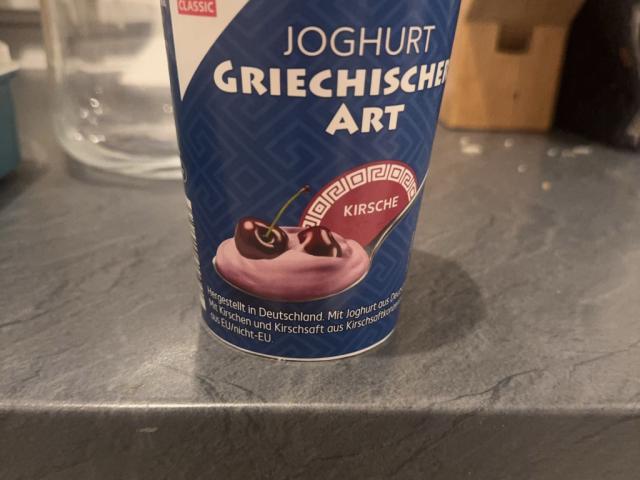 CLASSIC
JOGHURT
GRIECHISCHER
ART
KIRSCHE
Hergestellt in Deutschland. Mit Joghurt aus
Mit Kirschen und Kirschsaft aus
aus EU/nicht-EU